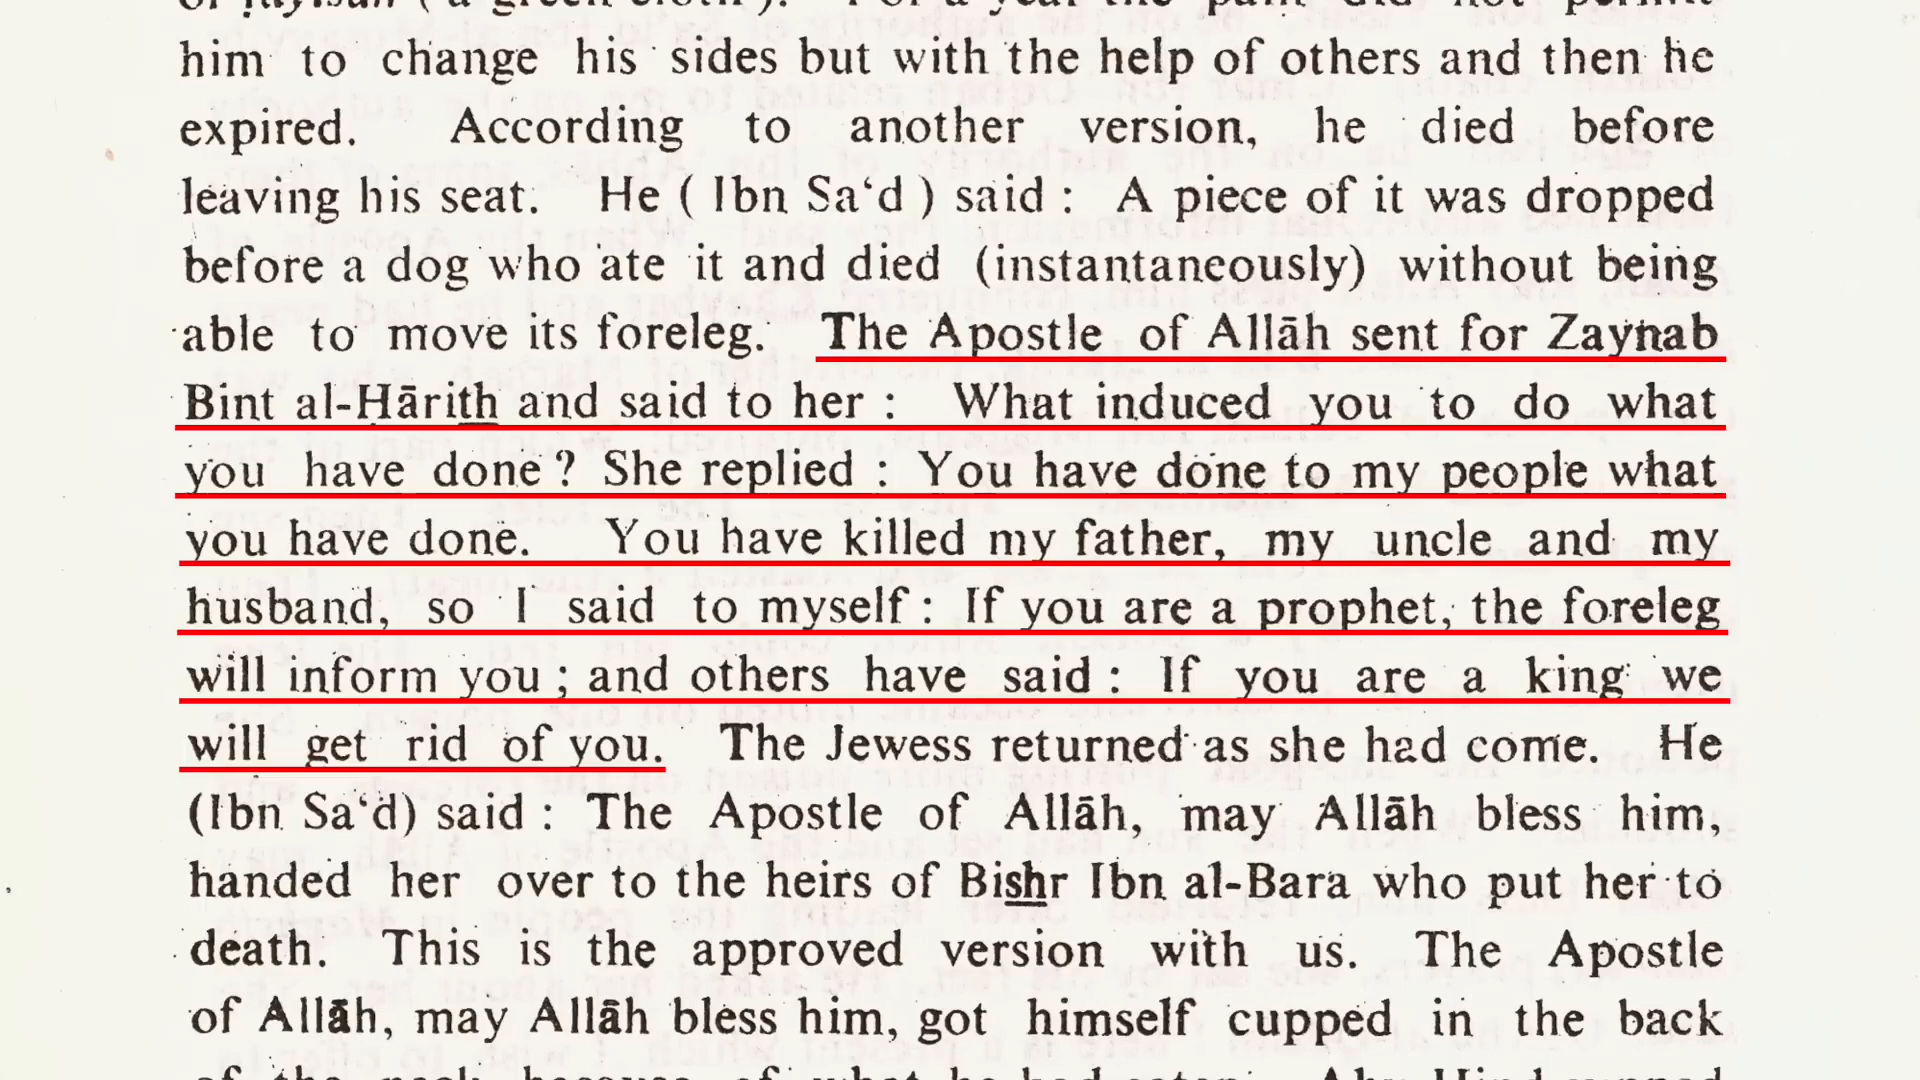 him to change his sides but with the help of others and then he
expired. According to another version, he died before
leaving his seat. He ( Ibn Sa‘d ) said : A piece of it was dropped
before a dog who ate it and died (instantaneously) without being
able to move its foreleg. The Apostle of Allāh sent for Zaynab
Bint al-Ḥārith and said to her : What induced you to do what
you have done ? She replied : You have done to my people what
you have done. You have killed my father, my uncle and my
husband, so I said to myself : If you are a prophet, the foreleg
will inform you ; and others have said : If you are a king we
will get rid of you. The Jewess returned as she had come. He
(Ibn Sa‘d) said : The Apostle of Allāh, may Allāh bless him,
handed her over to the heirs of Bishr Ibn al-Bara who put her to
death. This is the approved version with us. The Apostle
of Allāh, may Allāh bless him, got himself cupped in the back